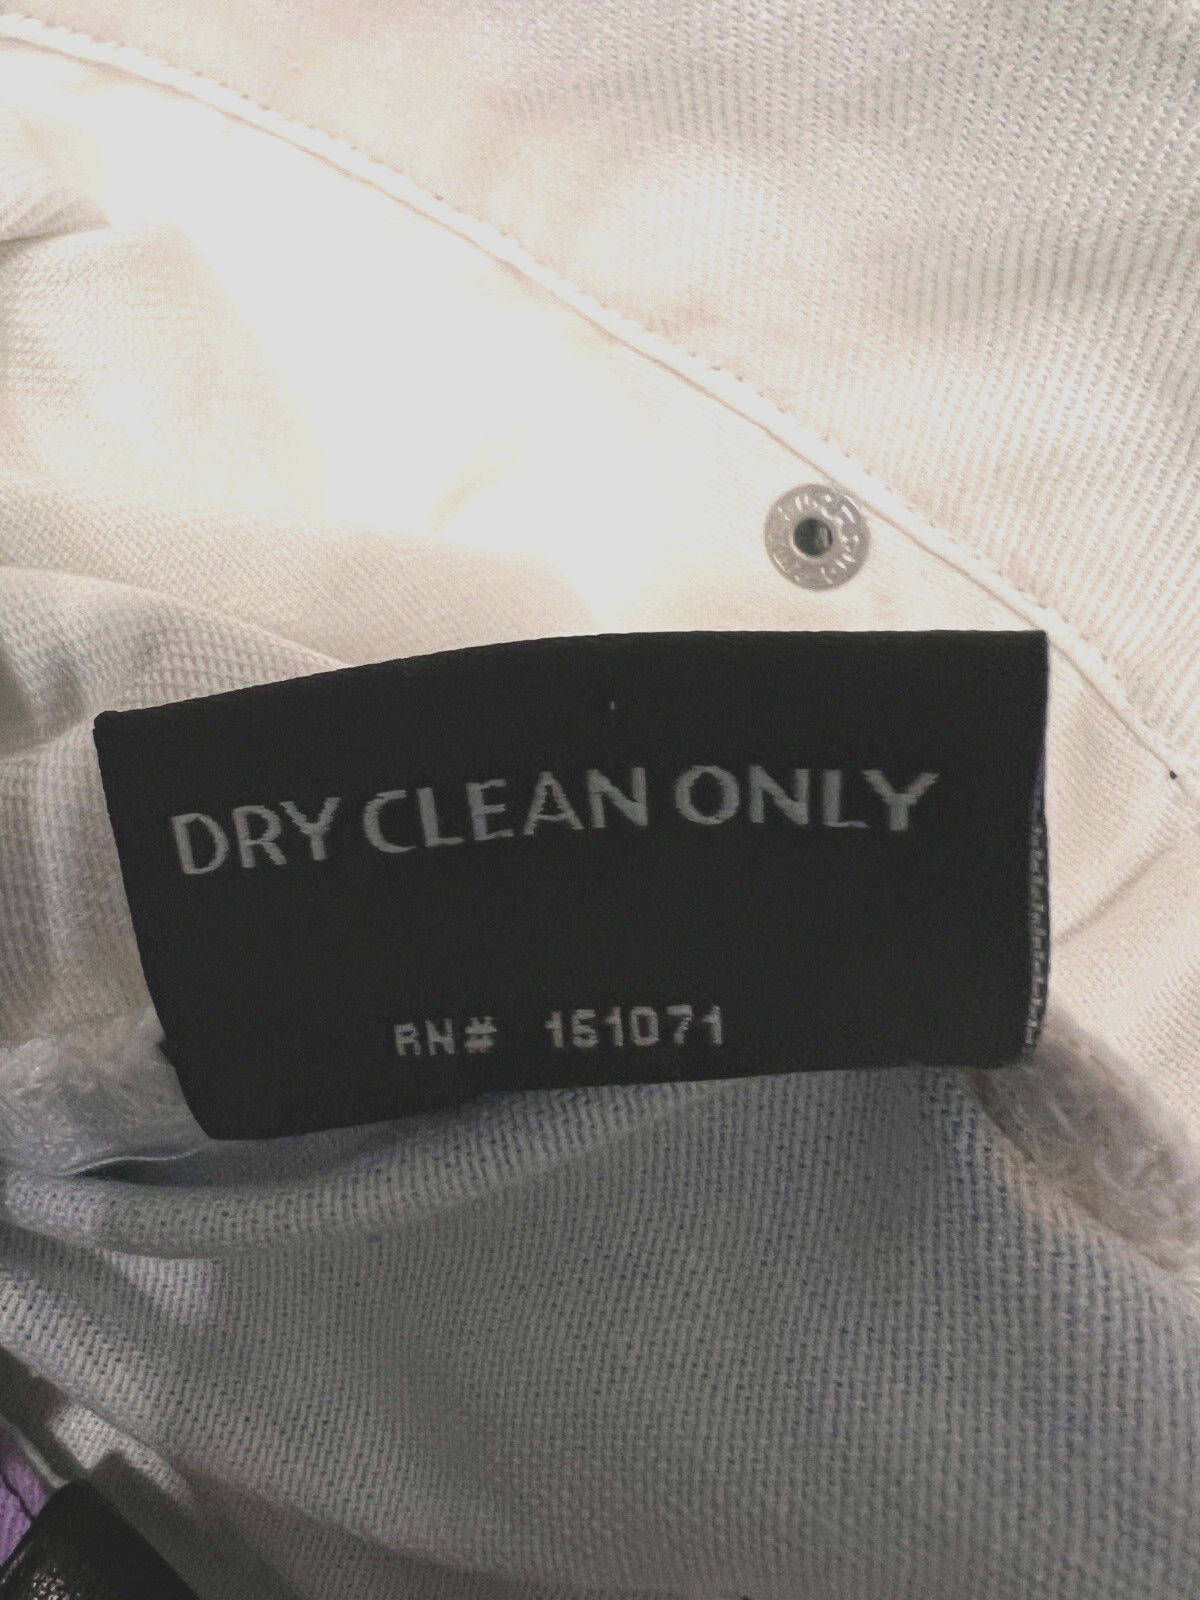 DRY CLEAN ONLY
RN# 151071